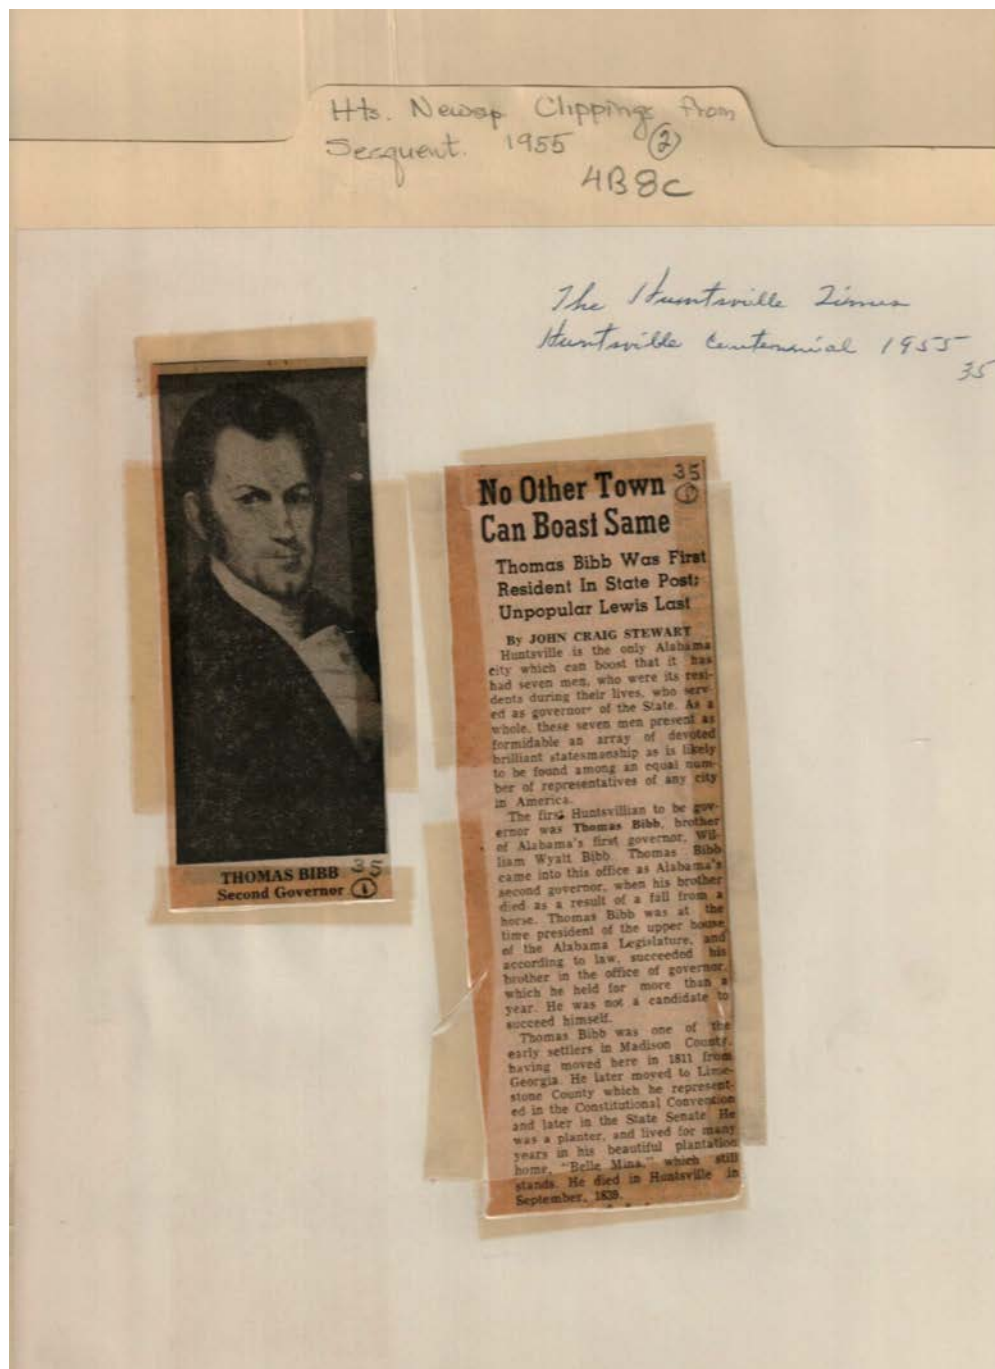 Hts. Newsp Clippings from
Sesquent. 1955 2
4B8C
The Huntsville Times
Huntsville Centennial 1955
35
THOMAS BIBB 35
Second Governor 1
No Other Town 35
Can Boast Same 1
Thomas Bibb Was First
Resident In State Post;
Unpopular Lewis Last
By JOHN CRAIG STEWART
Huntsville is the only Alabama
city which can boost that it has
had seven men, who were its resi-
dents during their lives, who serv-
ed as governors of the State. As a
whole, these seven men present as
formidable an array of devoted
brilliant statesmanship as is likely
to be found among an equal num-
ber of representatives of any city
in America.
The first Huntsvillian to be gov-
ernor was Thomas Bibb, brother
of Alabama's first governor, Wil-
liam Wyatt Bibb. Thomas Bibb
came into this office as Alabama's
second governor, when his brother
died as a result of a fall from a
horse. Thomas Bibb was at the
time president of the upper house
of the Alabama Legislature, and
according to law, succeeded his
brother in the office of governor,
which he held for more than a
year. He was not a candidate to
succeed himself.
Thomas Bibb was one of the
early settlers in Madison County,
having moved here in 1811 from
Georgia. He later moved to Lime-
stone County which he represent-
ed in the Constitutional Convention
and later in the State Senate. He
was a planter, and lived for many
years in his beautiful plantation
home, "Belle Mina," which still
stands. He died in Huntsville in
September, 1839.